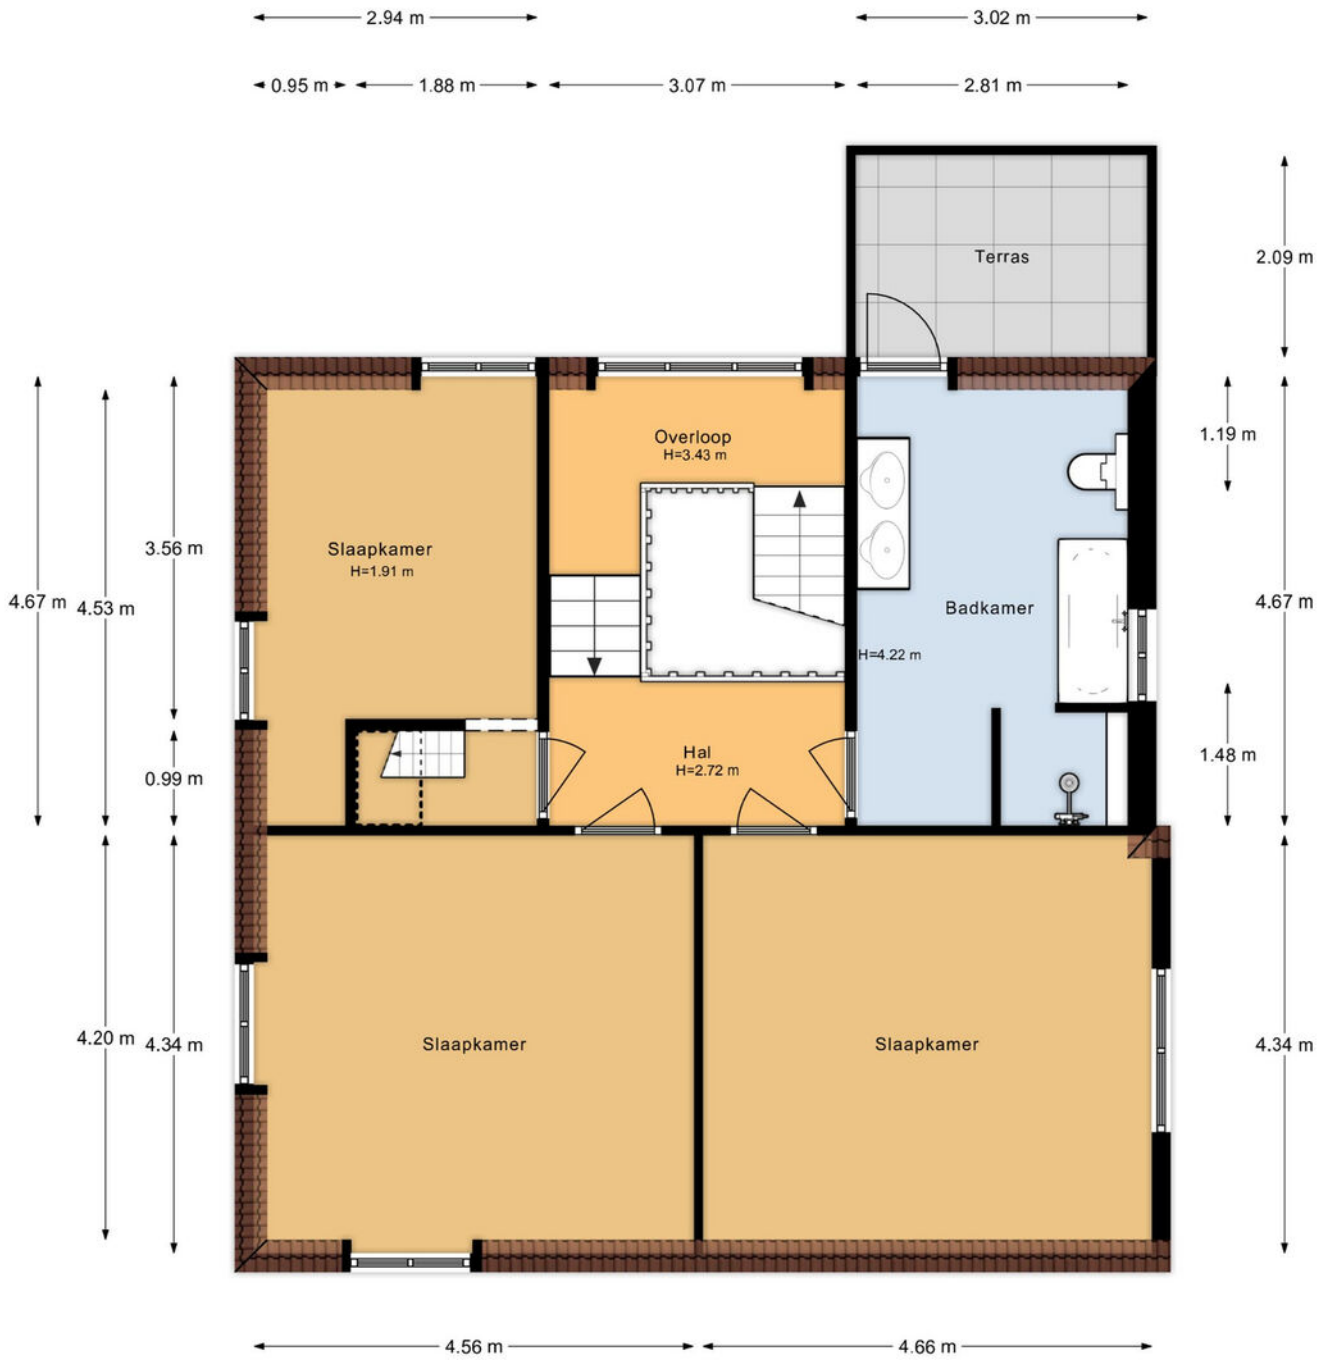 2.94 m
3.02 m
0.95 m
1.88 m
3.07 m
2.81 m
Terras
2.09 m
Overloop
H=3.43 m
1.19 m
Slaapkamer
H=1.91 m
3.56 m
4.67 m
4.53 m
Badkamer
4.67 m
H=4.22 m
Hal
H=2.72 m
0.99 m
1.48 m
4.20 m
4.34 m
Slaapkamer
Slaapkamer
4.34 m
4.56 m
4.66 m